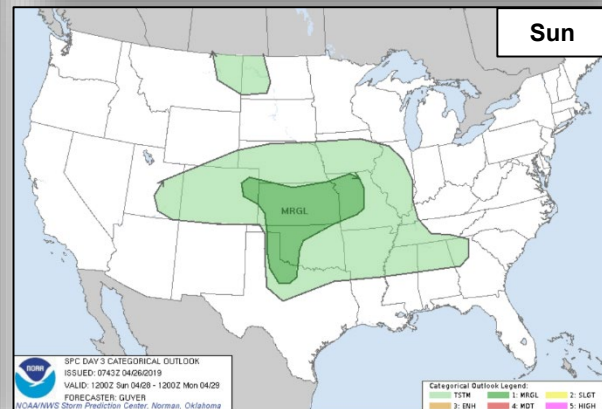 Sun
MRGL
NOAA
SPC DAY 3 CATEGORICAL OUTLOOK
ISSUED: 0743Z 04/26/2019
VALID: 1200Z Sun 04/28 - 1200Z Mon 04/29
FORECASTER: GUYER
NOAA/NWS Storm Prediction Center, Norman, Oklahoma
Categorical Outlook Legend:
TSTM 1: MRGL 2: SLGT
3: ENH 4: MDT 5: HIGH